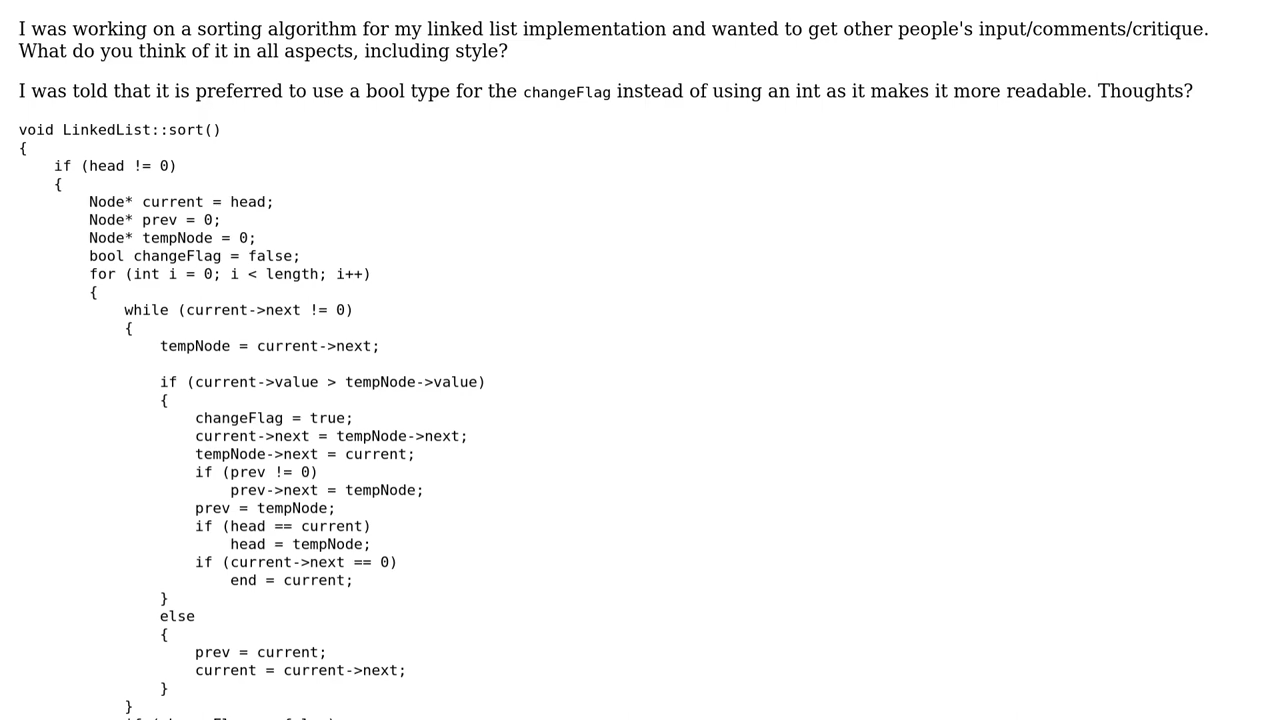 I was working on a sorting algorithm for my linked list implementation and wanted to get other people's input/comments/critique.
What do you think of it in all aspects, including style?
I was told that it is preferred to use a bool type for the changeFlag instead of using an int as it makes it more readable. Thoughts?
void LinkedList::sort()
{
    if (head != 0)
    {
        Node* current = head;
        Node* prev = 0;
        Node* tempNode = 0;
        bool changeFlag = false;
        for (int i = 0; i < length; i++)
        {
            while (current->next != 0)
            {
                tempNode = current->next;

                if (current->value > tempNode->value)
                {
                    changeFlag = true;
                    current->next = tempNode->next;
                    tempNode->next = current;
                    if (prev != 0)
                        prev->next = tempNode;
                    prev = tempNode;
                    if (head == current)
                        head = tempNode;
                    if (current->next == 0)
                        end = current;
                }
                else
                {
                    prev = current;
                    current = current->next;
                }
            }